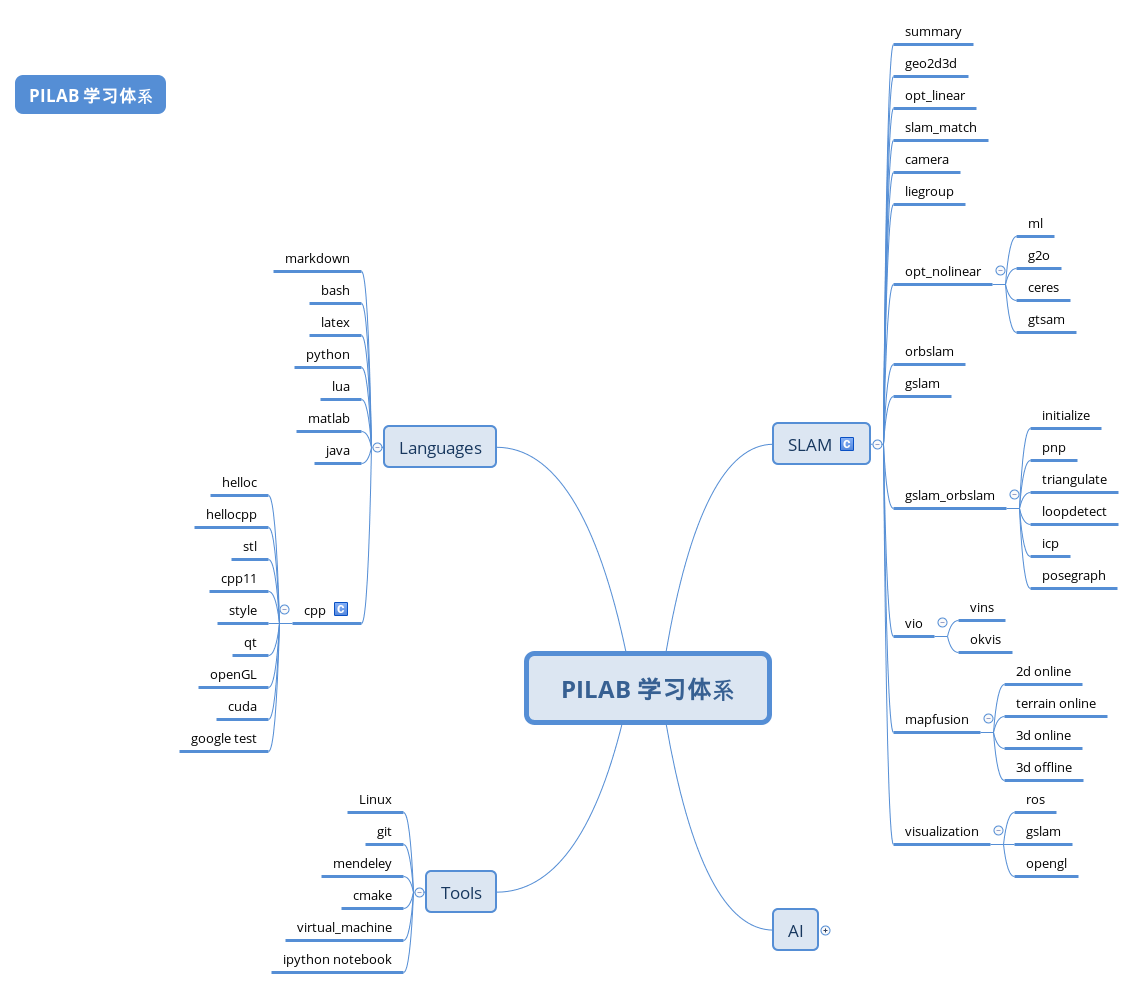 PILAB 学习体系
PILAB 学习体系
SLAM
summary
geo2d3d
opt_linear
slam_match
camera
liegroup
opt_nolinear
ml
g2o
ceres
gtsam
orbslam
gslam
gslam_orbslam
initialize
pnp
triangulate
loopdetect
icp
posegraph
vio
vins
okvis
mapfusion
2d online
terrain online
3d online
3d offline
visualization
ros
gslam
opengl
AI
Languages
markdown
bash
latex
python
lua
matlab
java
cpp
helloc
hellocpp
stl
cpp11
style
qt
openGL
cuda
google test
Tools
Linux
git
mendeley
cmake
virtual_machine
ipython notebook